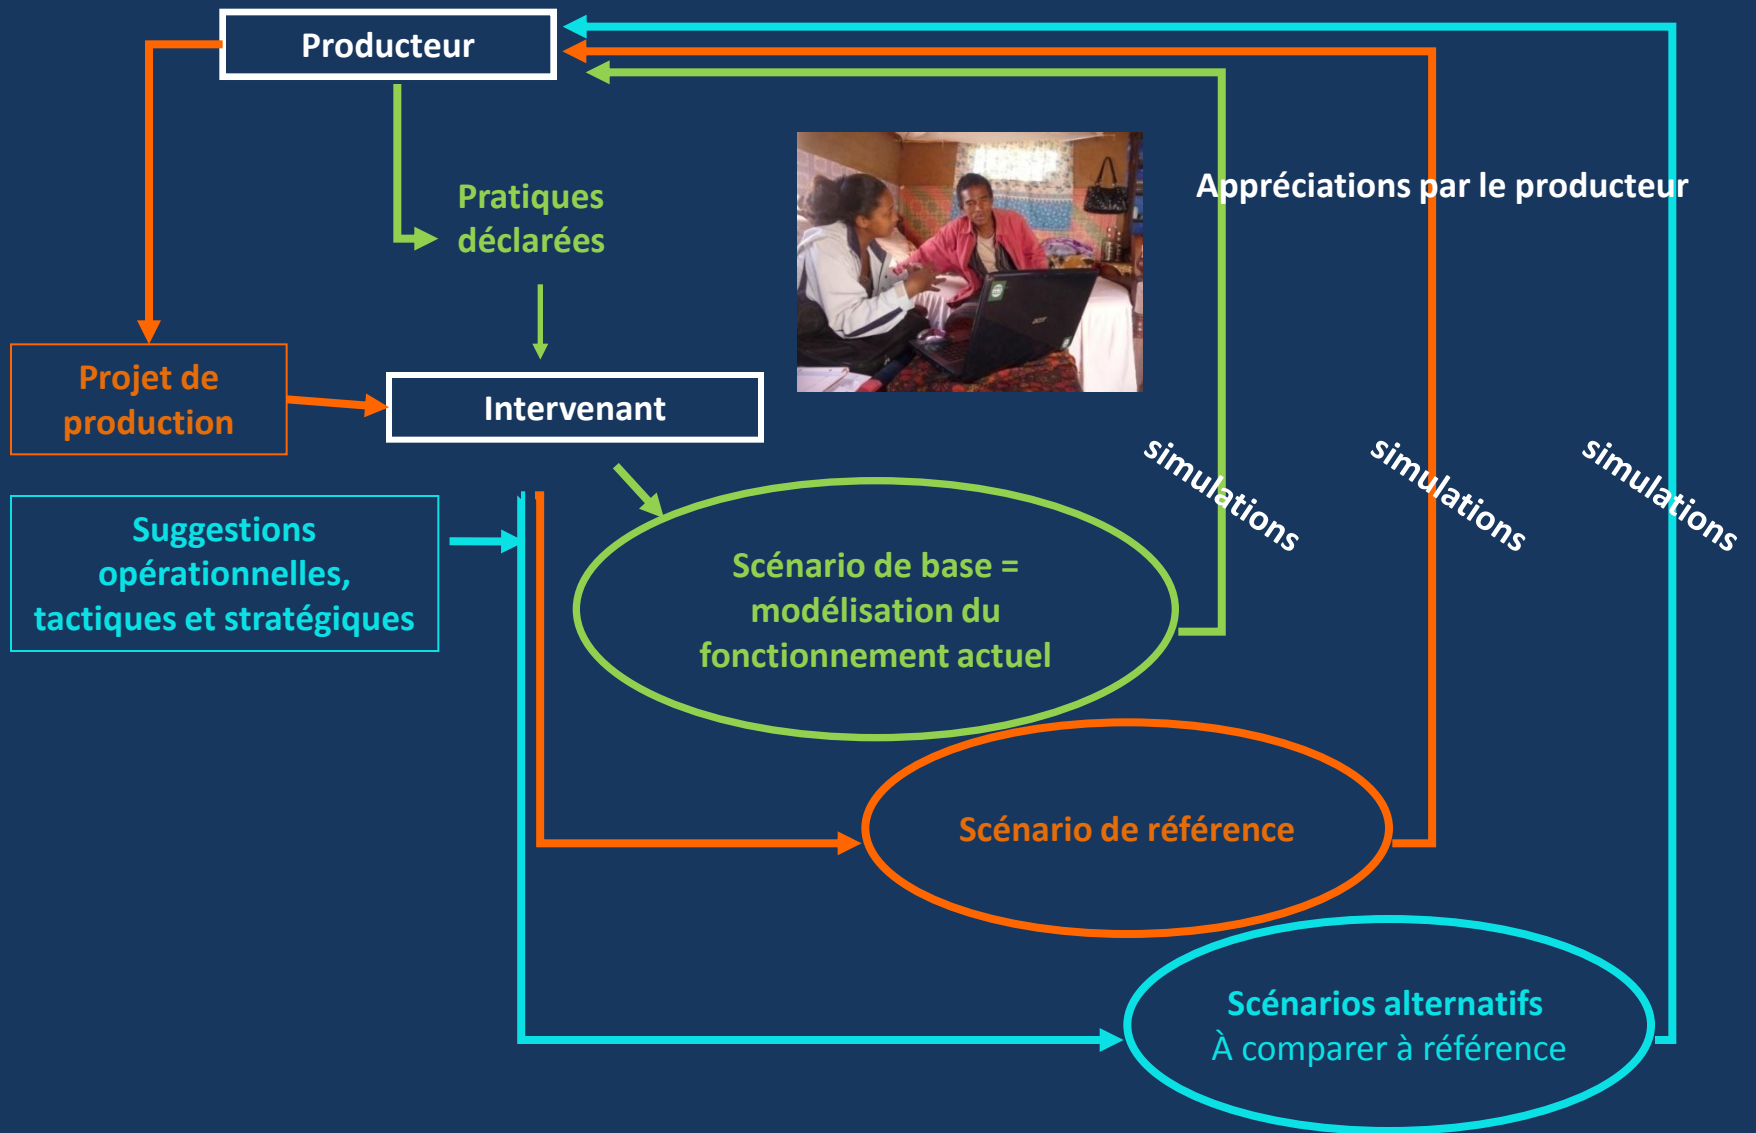 Producteur
Appréciations par le producteur
Pratiques
déclarées
acer
Projet de
production
Intervenant
simulations
simulations
simulations
Suggestions
opérationnelles,
tactiques et stratégiques
Scénario de base =
modélisation du
fonctionnement actuel
Scénario de référence
Scénarios alternatifs
À comparer à référence